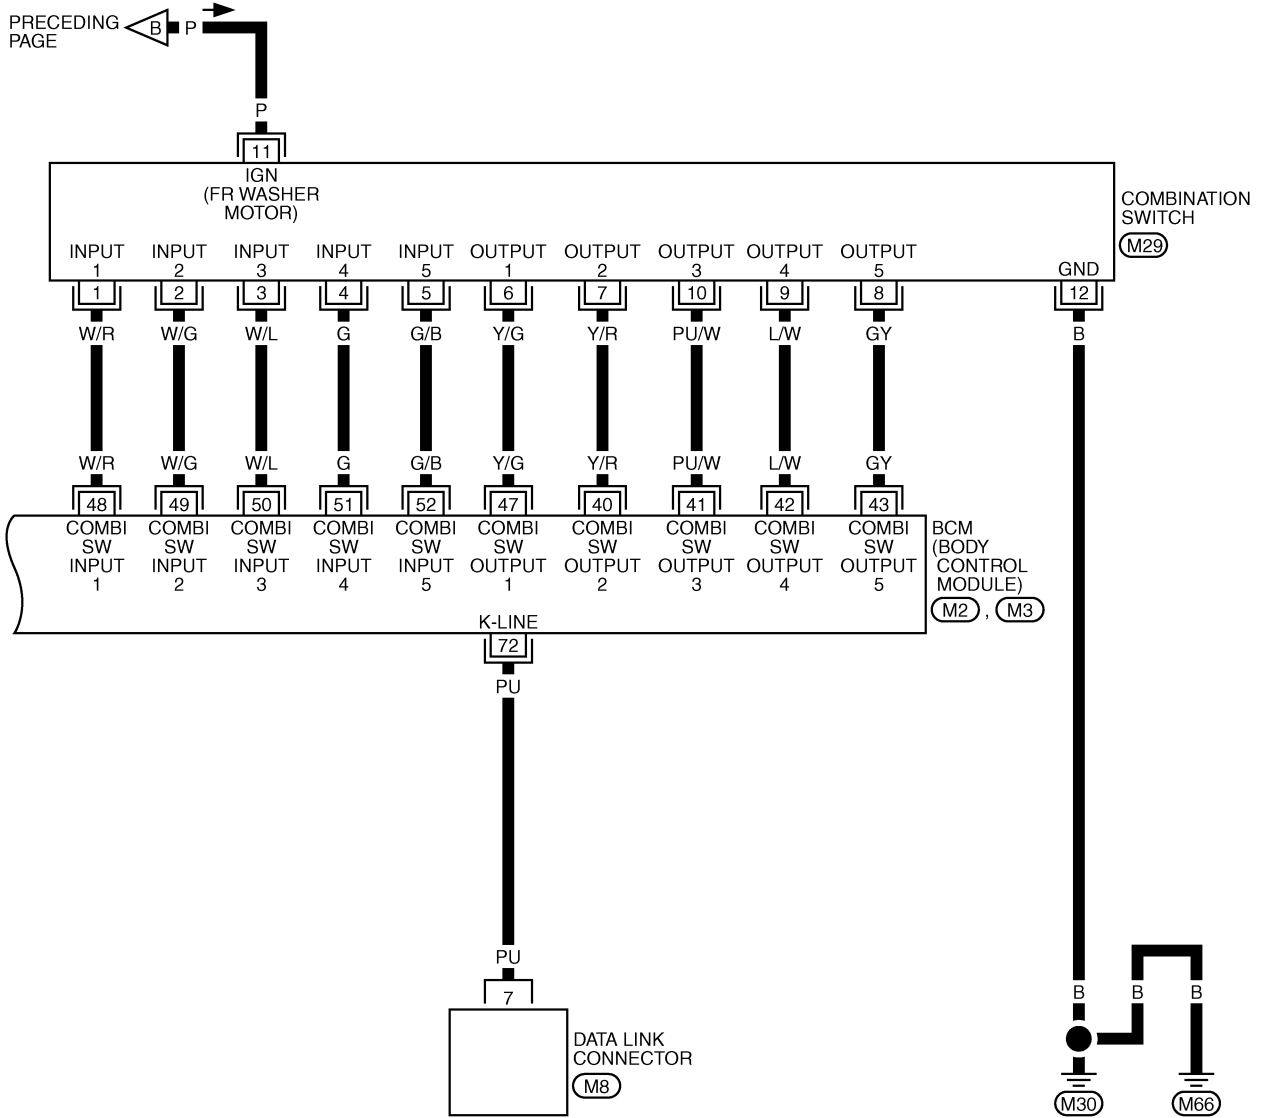 PRECEDING
PAGE
B
P
P
11
IGN
(FR WASHER
MOTOR)
COMBINATION
SWITCH
M29
INPUT INPUT INPUT INPUT INPUT OUTPUT OUTPUT OUTPUT OUTPUT OUTPUT
1 2 3 4 5 1 2 3 4 5 GND
1 2 3 4 5 6 7 10 9 8 12
W/R W/G W/L G G/B Y/G Y/R PU/W L/W GY B
W/R W/G W/L G G/B Y/G Y/R PU/W L/W GY
48 49 50 51 52 47 40 41 42 43
COMBI COMBI COMBI COMBI COMBI COMBI COMBI COMBI COMBI COMBI
SW SW SW SW SW SW SW SW SW SW
INPUT INPUT INPUT INPUT INPUT OUTPUT OUTPUT OUTPUT OUTPUT OUTPUT
1 2 3 4 5 1 2 3 4 5
BCM
(BODY
CONTROL
MODULE)
M2 , M3
K-LINE
72
PU
PU
7
DATA LINK
CONNECTOR
M8
B B B
M30 M66